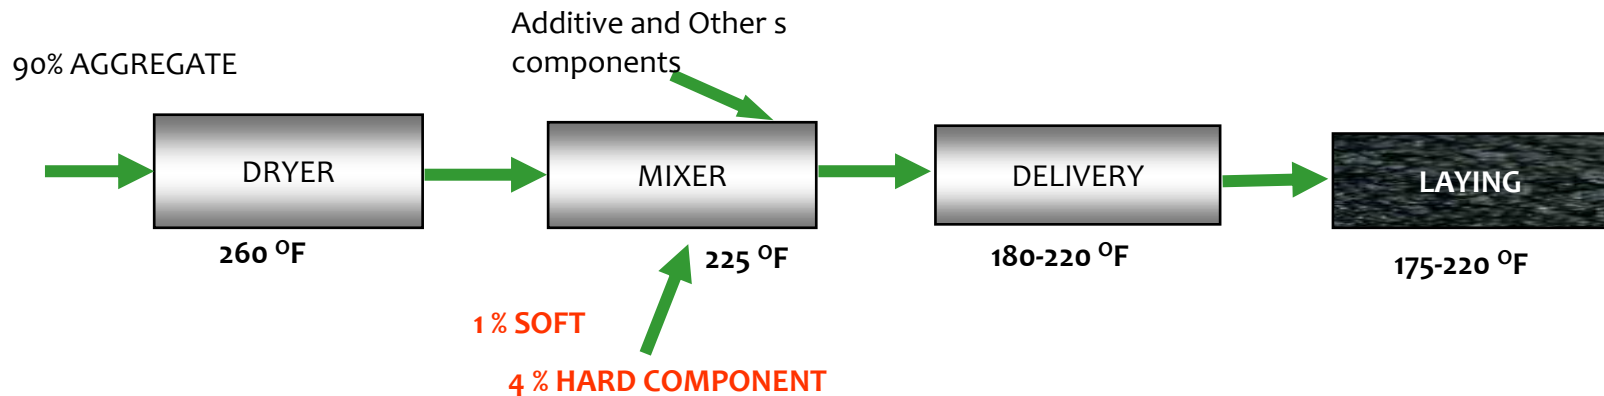 Additive and Other s
components
90% AGGREGATE
DRYER
MIXER
DELIVERY
LAYING
260 ᴼF
225 ᴼF
180-220 ᴼF
175-220 ᴼF
1 % SOFT
4 % HARD COMPONENT